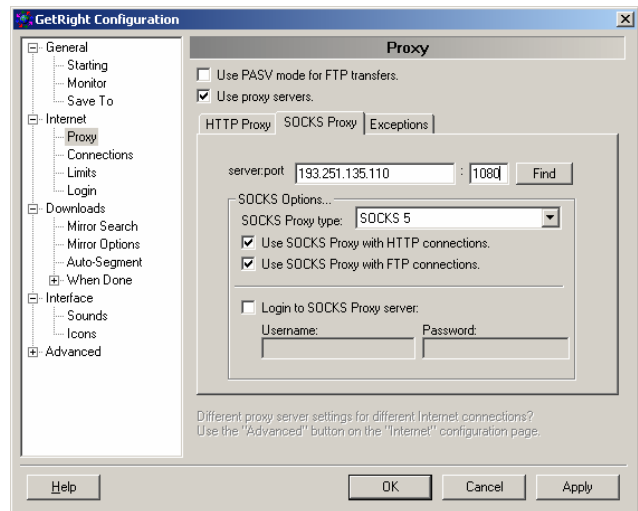 GetRight Configuration
General
Starting
Monitor
Save To
Internet
Proxy
Connections
Limits
Login
Downloads
Mirror Search
Mirror Options
Auto-Segment
When Done
Interface
Sounds
Icons
Advanced
Proxy
Use PASV mode for FTP transfers.
Use proxy servers.
HTTP Proxy SOCKS Proxy Exceptions
server:port 193.251.135.110 : 1080 Find
SOCKS Options...
SOCKS Proxy type: SOCKS 5
Use SOCKS Proxy with HTTP connections.
Use SOCKS Proxy with FTP connections.
Login to SOCKS Proxy server:
Username: Password:
Different proxy server settings for different Internet connections?
Use the "Advanced" button on the "Internet" configuration page.
Help OK Cancel Apply